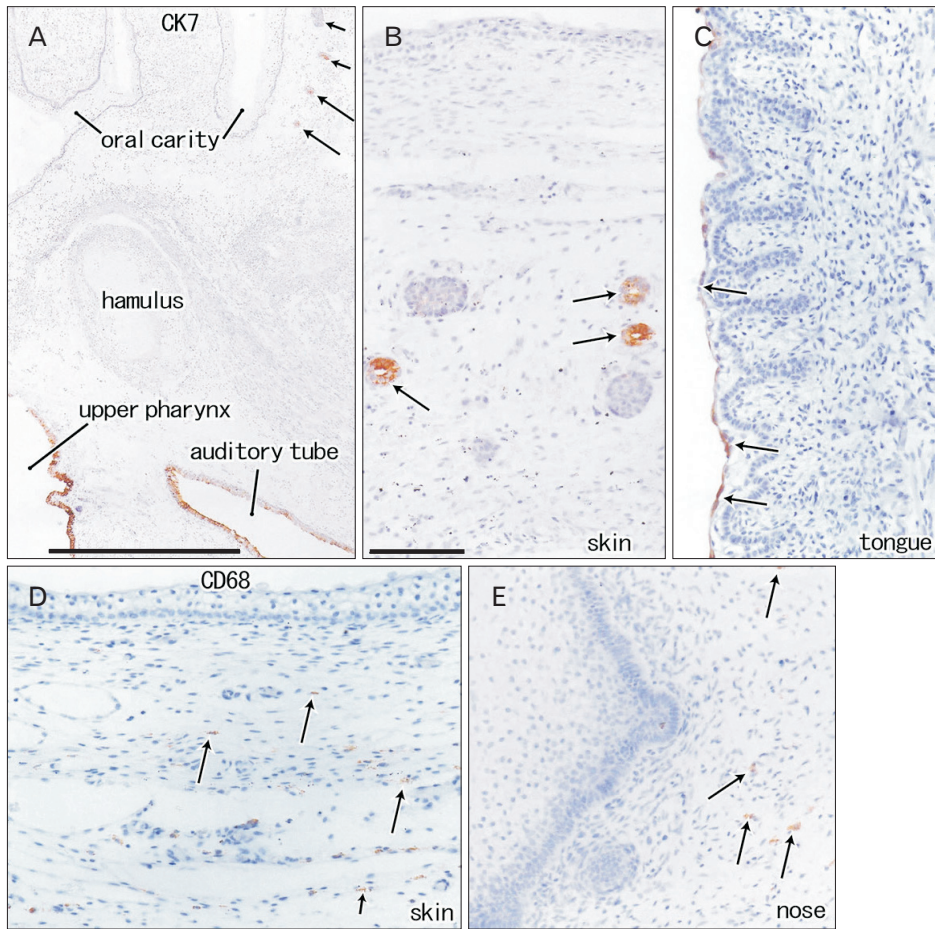 A
CK7
oral carity
hamulus
upper pharynx
auditory tube
B
skin
C
tongue
D
CD68
skin
E
nose